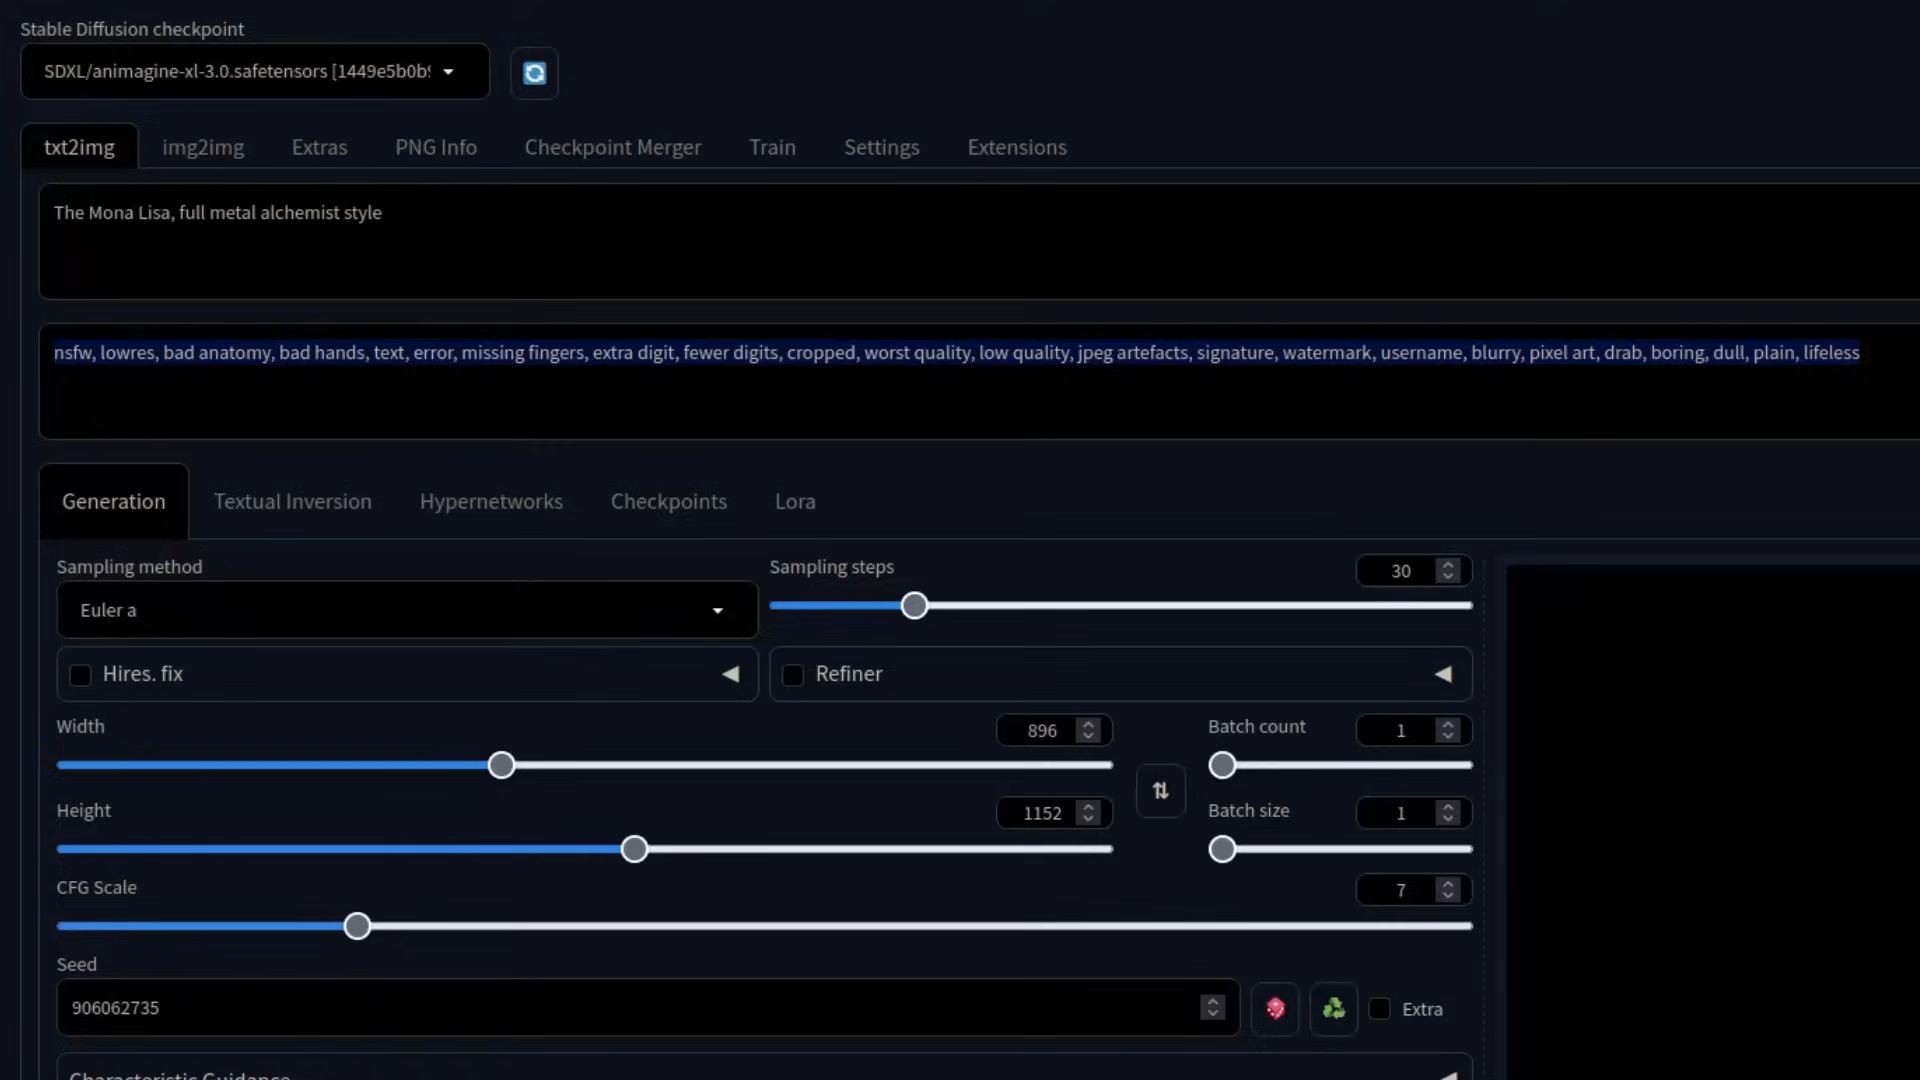 Stable Diffusion checkpoint
SDXL/animagine-xl-3.0.safetensors [1449e5b0b
txt2img img2img Extras PNG Info Checkpoint Merger Train Settings Extensions
The Mona Lisa, full metal alchemist style
nsfw, lowres, bad anatomy, bad hands, text, error, missing fingers, extra digit, fewer digits, cropped, worst quality, low quality, jpeg artefacts, signature, watermark, username, blurry, pixel art, drab, boring, dull, plain, lifeless
Generation Textual Inversion Hypernetworks Checkpoints Lora
Sampling method
Euler a
Sampling steps 30
Hires. fix
Refiner
Width 896
Batch count 1
Height 1152
Batch size 1
CFG Scale 7
Seed
906062735
Extra
Characteristic Guidance